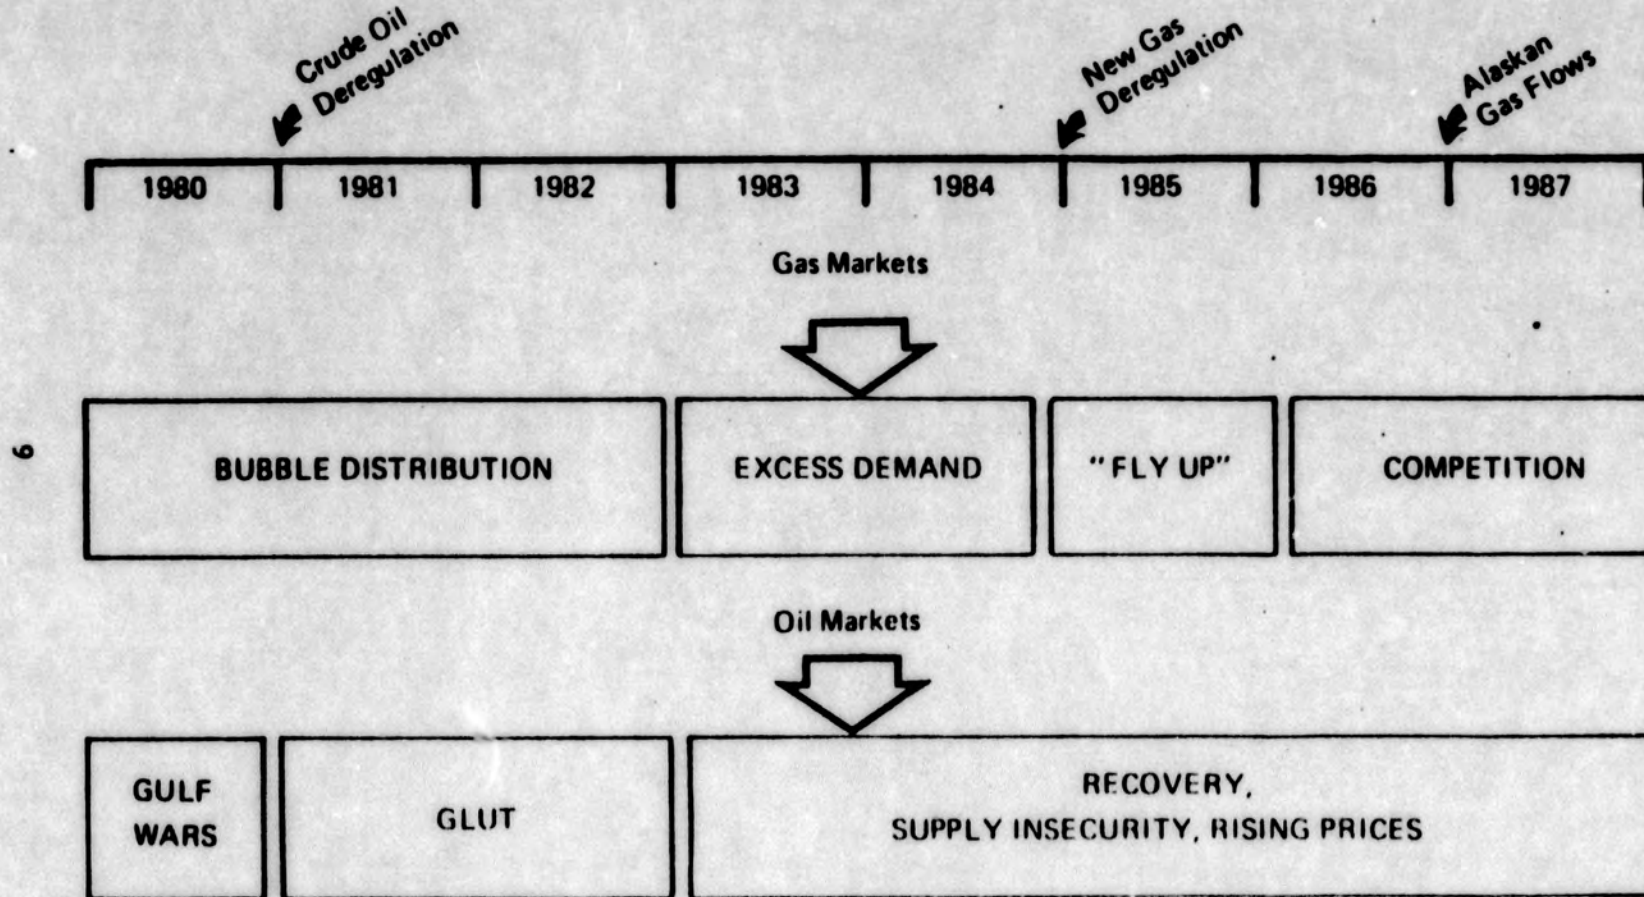 Crude Oil
Deregulation
New Gas
Deregulation
Alaskan
Gas Flows
1980 1981 1982 1983 1984 1985 1986 1987
Gas Markets
BUBBLE DISTRIBUTION EXCESS DEMAND "FLY UP" COMPETITION
9
Oil Markets
GULF
WARS
GLUT
RECOVERY,
SUPPLY INSECURITY, RISING PRICES